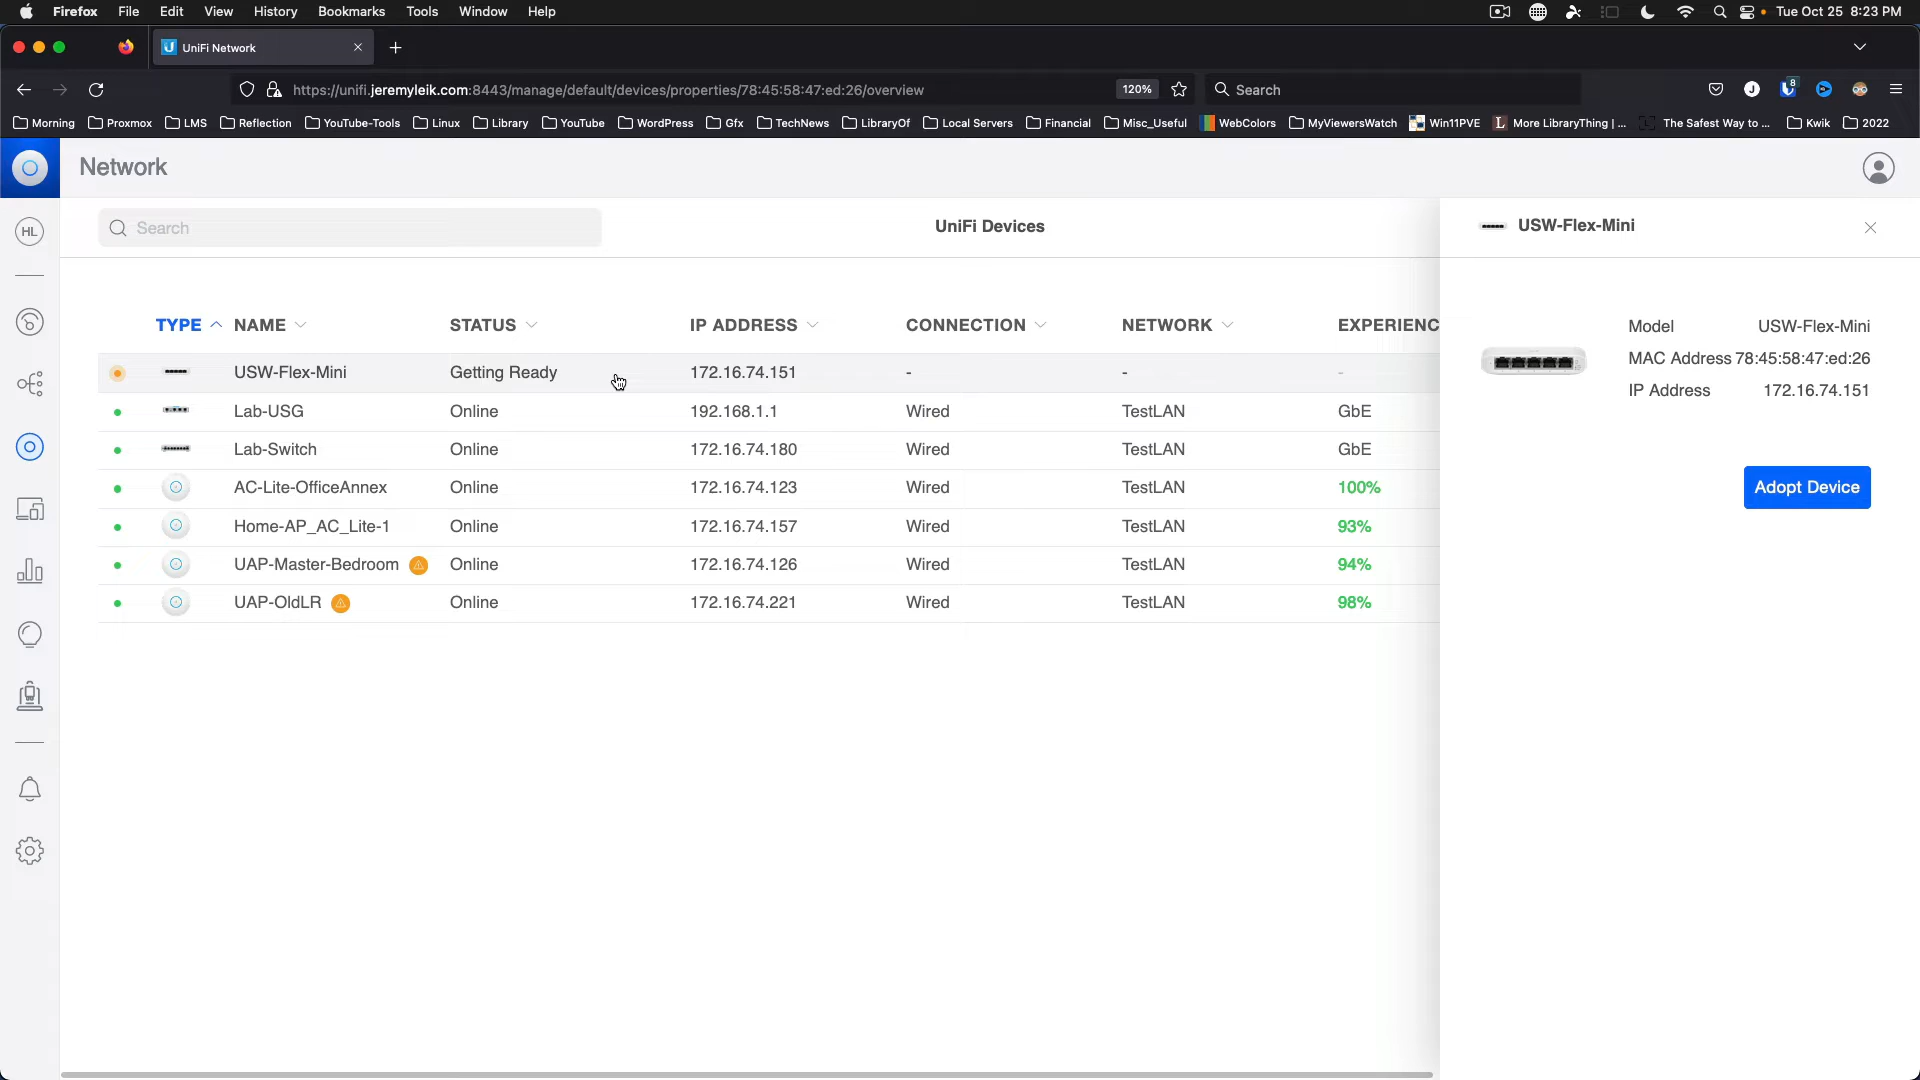 Firefox File Edit View History Bookmarks Tools Window Help Tue Oct 25 8:23 PM
UniFi Network
https://unifi.jeremyleik.com:8443/manage/default/devices/properties/78:45:58:47:ed:26/overview 120% Search J 8
Morning Proxmox LMS Reflection YouTube-Tools Linux Library YouTube WordPress Gfx TechNews LibraryOf Local Servers Financial Misc_Useful WebColors MyViewersWatch Win11PVE L More LibraryThing | ... The Safest Way to ... Kwik 2022
Network
HL
Search
UniFi Devices
TYPE NAME STATUS IP ADDRESS CONNECTION NETWORK EXPERIENC
USW-Flex-Mini Getting Ready 172.16.74.151 - - -
Lab-USG Online 192.168.1.1 Wired TestLAN GbE
Lab-Switch Online 172.16.74.180 Wired TestLAN GbE
AC-Lite-OfficeAnnex Online 172.16.74.123 Wired TestLAN 100%
Home-AP_AC_Lite-1 Online 172.16.74.157 Wired TestLAN 93%
UAP-Master-Bedroom Online 172.16.74.126 Wired TestLAN 94%
UAP-OldLR Online 172.16.74.221 Wired TestLAN 98%
USW-Flex-Mini
Model USW-Flex-Mini
MAC Address 78:45:58:47:ed:26
IP Address 172.16.74.151
Adopt Device